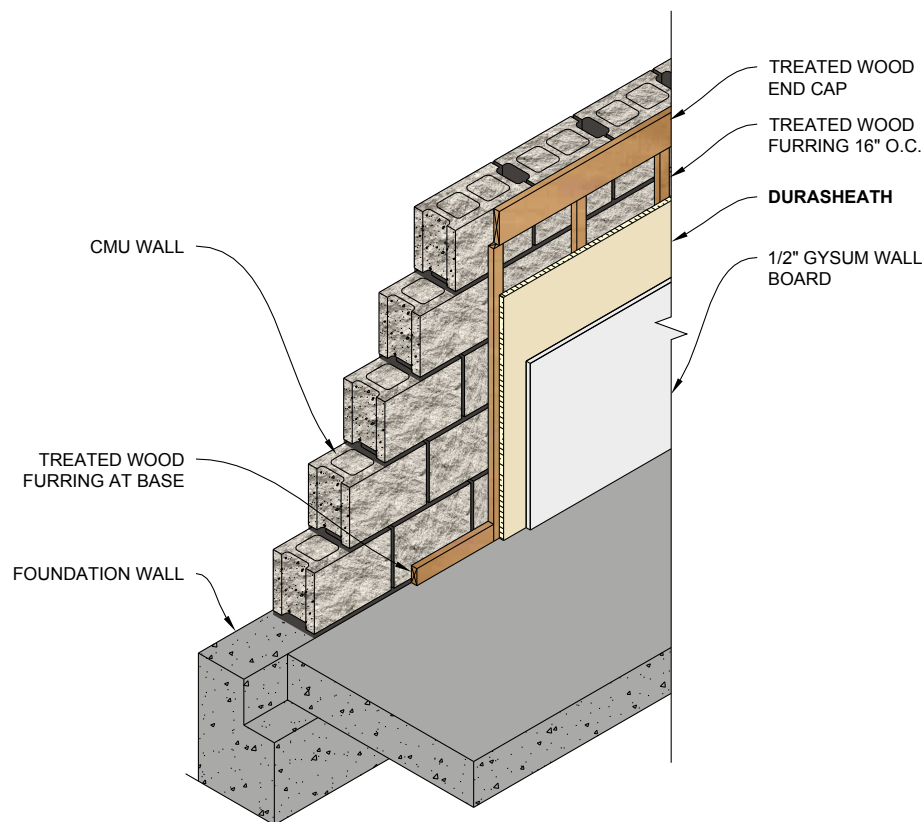 TREATED WOOD
END CAP
TREATED WOOD
FURRING 16" O.C.
DURASHEATH
CMU WALL
1/2" GYSUM WALL
BOARD
TREATED WOOD
FURRING AT BASE
FOUNDATION WALL